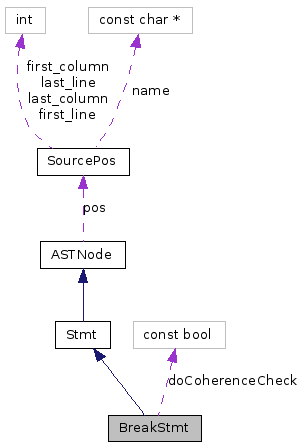 int
const char *
first_column
last_line
last_column
first_line
name
SourcePos
pos
ASTNode
Stmt
const bool
doCoherenceCheck
BreakStmt